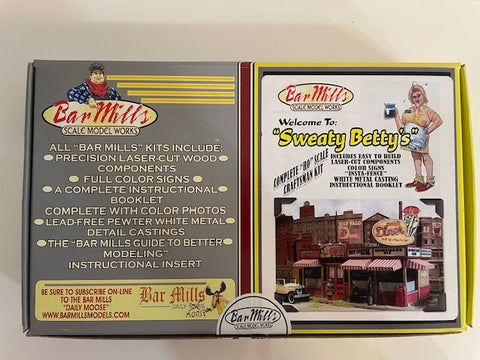 Bar Mills
SCALE MODEL WORKS
ALL "BAR MILLS" KITS INCLUDE:
PRECISION LASER-CUT WOOD
COMPONENTS
FULL COLOR SIGNS
A COMPLETE INSTRUCTIONAL
BOOKLET
COMPLETE WITH COLOR PHOTOS
LEAD-FREE PEWTER WHITE METAL
DETAIL CASTINGS
THE "BAR MILLS GUIDE TO BETTER
MODELING"
INSTRUCTIONAL INSERT
BE SURE TO SUBSCRIBE ON-LINE
TO THE BAR MILLS
"DAILY MOOSE"
WWW.BARMILLSMODELS.COM
Bar Mills
DAILY NEWS
MOOSE
Bar Mills
SCALE MODEL WORKS
Welcome To:
"Sweaty Betty's"
COMPLETE "HO" SCALE
CRAFTSMAN KIT
INCLUDES EASY TO BUILD
LASER-CUT COMPONENTS
COLOR SIGNS
"INSTA-FENCE"
WHITE METAL CASTING
INSTRUCTIONAL BOOKLET
Diner
Bar Mills
SCALE MODEL WORKS